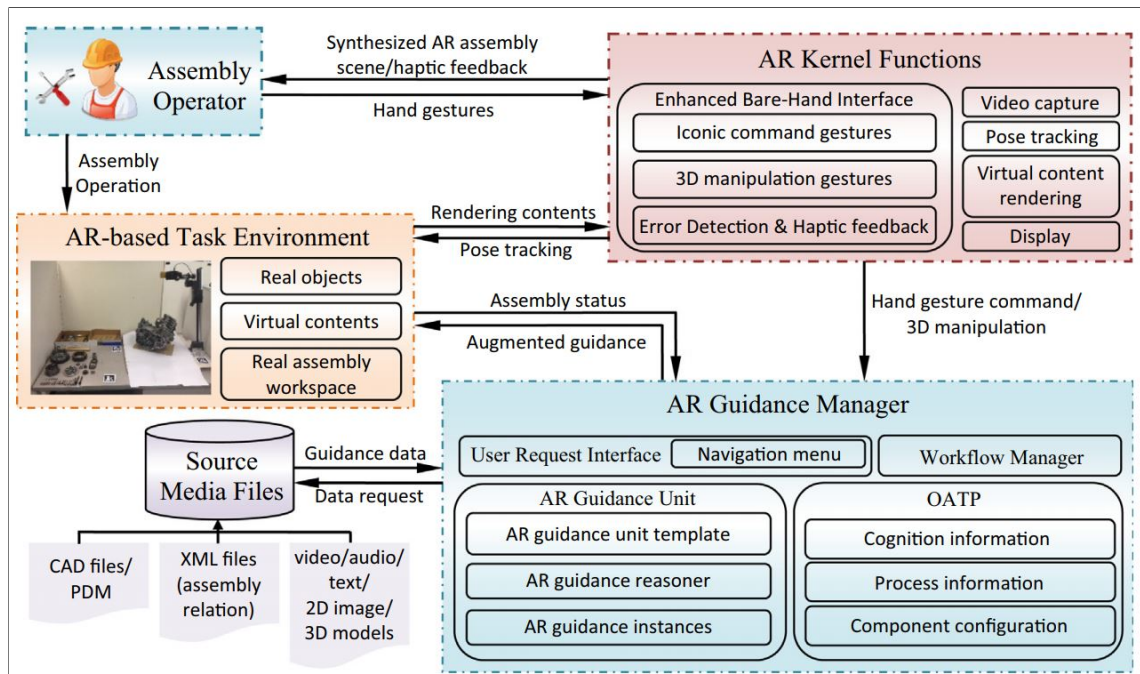 Assembly
Operator
Synthesized AR assembly
scene/haptic feedback
Hand gestures
AR Kernel Functions
Enhanced Bare-Hand Interface
Iconic command gestures
3D manipulation gestures
Error Detection & Haptic feedback
Video capture
Pose tracking
Virtual content
rendering
Display
Assembly
Operation
AR-based Task Environment
Real objects
Virtual contents
Real assembly
workspace
Rendering contents
Pose tracking
Assembly status
Augmented guidance
Hand gesture command/
3D manipulation
AR Guidance Manager
User Request Interface
Navigation menu
Workflow Manager
AR Guidance Unit
AR guidance unit template
AR guidance reasoner
AR guidance instances
OATP
Cognition information
Process information
Component configuration
Source
Media Files
Guidance data
Data request
CAD files/
PDM
XML files
(assembly
relation)
video/audio/
text/
2D image/
3D models